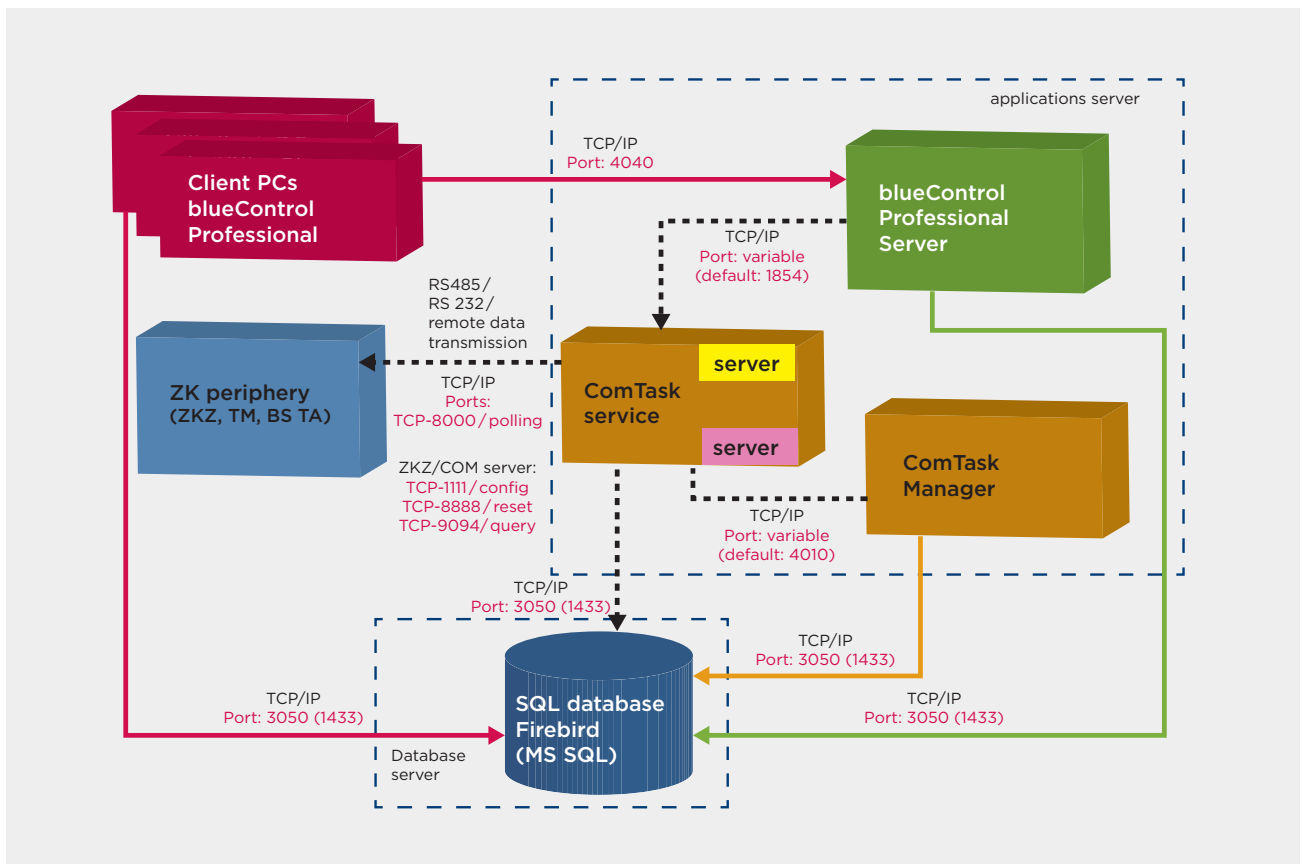 applications server
TCP/IP
Port: 4040
Client PCs
blueControl
Professional
blueControl
Professional
Server
TCP/IP
Port: variable
(default: 1854)
RS485/
RS 232/
remote data
transmission
ZK periphery
(ZKZ, TM, BS TA)
TCP/IP
Ports:
TCP-8000/polling
ZKZ/COM server:
TCP-1111/config
TCP-8888/reset
TCP-9094/query
server
ComTask
service
server
ComTask
Manager
TCP/IP
Port: variable
(default: 4010)
TCP/IP
Port: 3050 (1433)
TCP/IP
Port: 3050 (1433)
TCP/IP
Port: 3050 (1433)
TCP/IP
Port: 3050 (1433)
SQL database
Firebird
(MS SQL)
Database
server